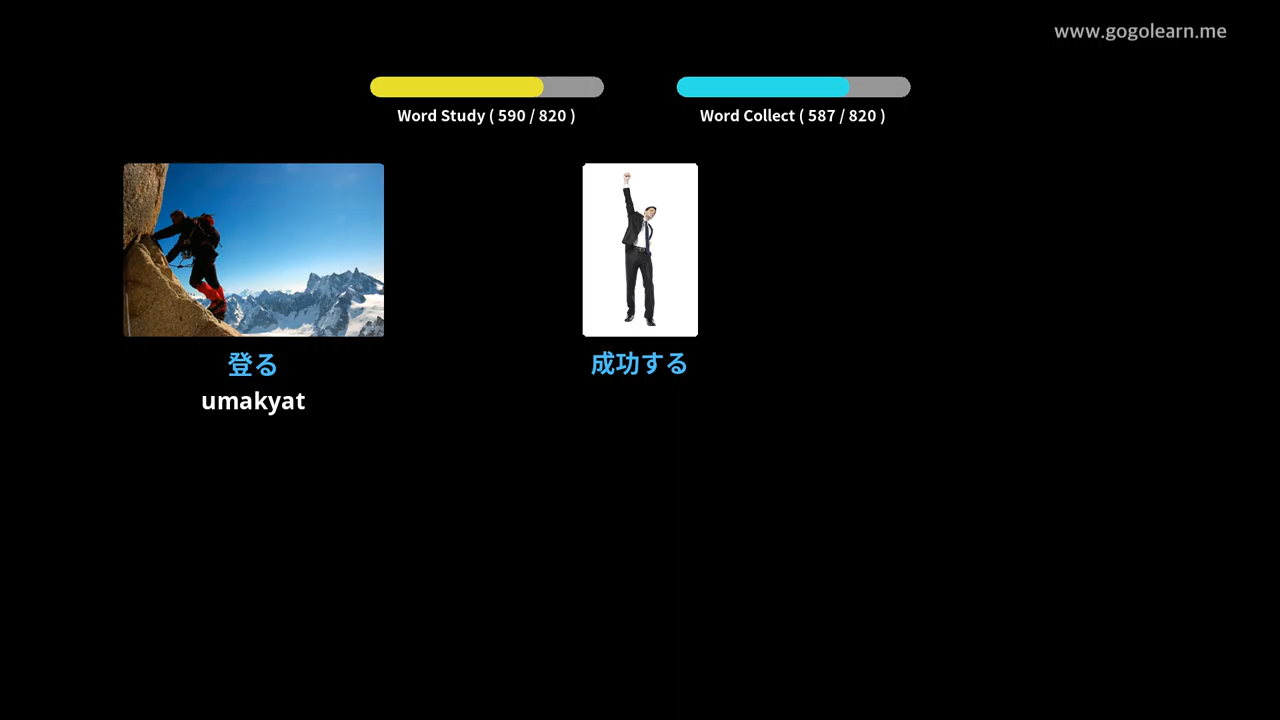 www.gogolearn.me
Word Study ( 590 / 820 )
Word Collect ( 587 / 820 )
登る
umakyat
成功する